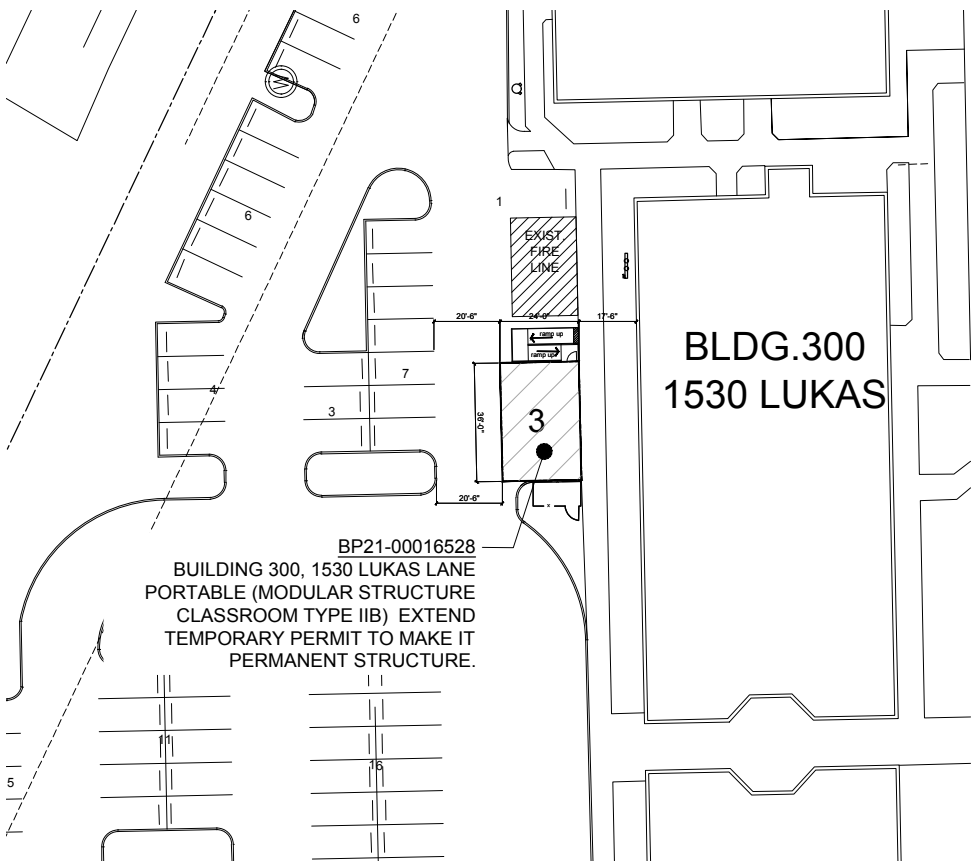 6
W
6
1
EXIST.
FIRE
LINE
20'-6"
24'-0"
17'-6"
ramp up
ramp up
BLDG.300
1530 LUKAS
7
4
3
36'-0"
3
20'-6"
x
BP21-00016528
BUILDING 300, 1530 LUKAS LANE
PORTABLE (MODULAR STRUCTURE
CLASSROOM TYPE IIB) EXTEND
TEMPORARY PERMIT TO MAKE IT
PERMANENT STRUCTURE.
11
16
5